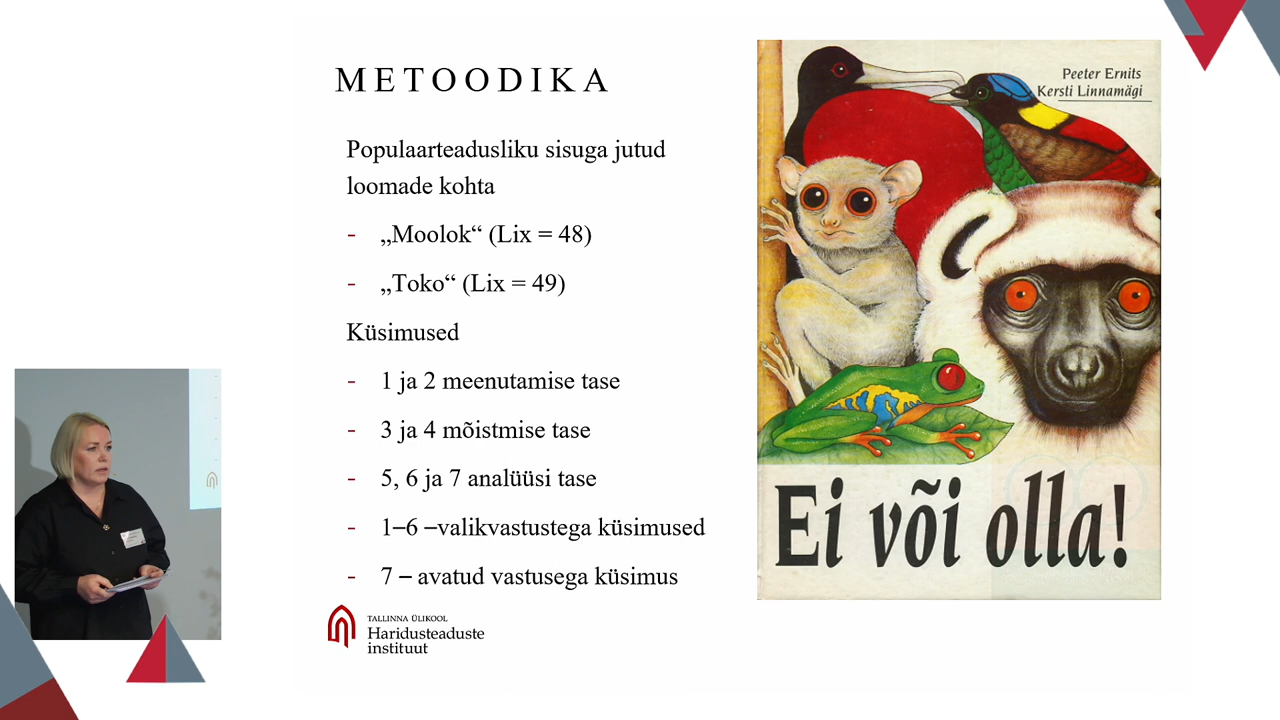 METOODIKA
Populaarteadusliku sisuga jutud
loomade kohta
- „Moolok“ (Lix = 48)
- „Toko“ (Lix = 49)
Küsimused
- 1 ja 2 meenutamise tase
- 3 ja 4 mõistmise tase
- 5, 6 ja 7 analüüsi tase
- 1–6 –valikvastustega küsimused
- 7 – avatud vastusega küsimus
TALLINNA ÜLIKOOL
Haridusteaduste
instituut
Peeter Ernits
Kersti Linnamägi
Ei või olla!